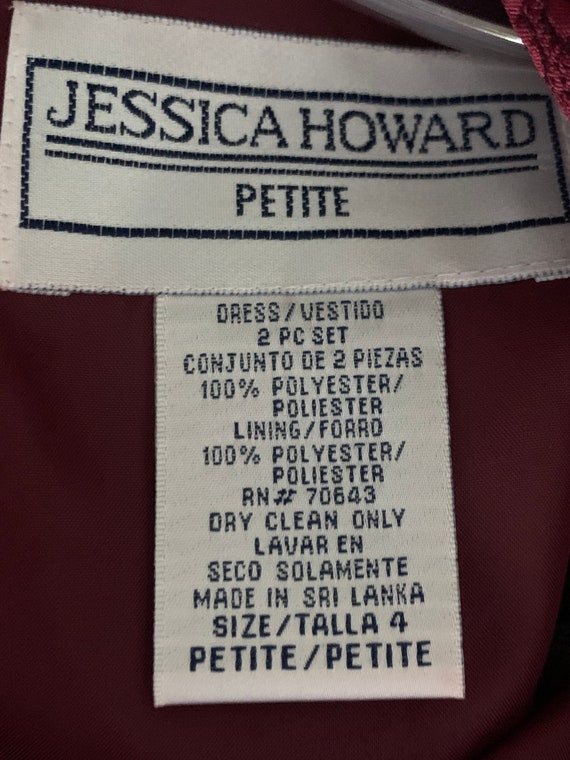 JESSICA HOWARD
PETITE
DRESS/VESTIDO
2 PC SET
CONJUNTO DE 2 PIEZAS
100% POLYESTER/
POLIESTER
LINING/FORRO
100% POLYESTER/
POLIESTER
RN# 70643
DRY CLEAN ONLY
LAVAR EN
SECO SOLAMENTE
MADE IN SRI LANKA
SIZE/TALLA 4
PETITE/PETITE